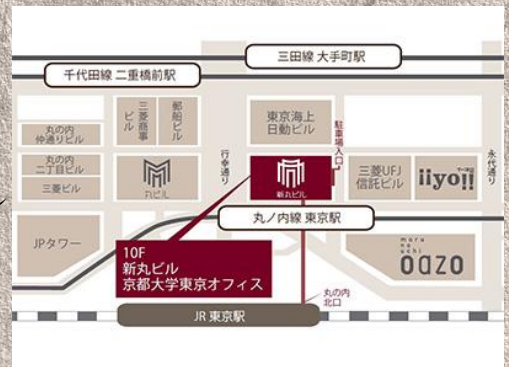 三田線 大手町駅
千代田線 二重橋前駅
丸の内
仲通りビル
三菱商事
ビル
郵船ビル
行幸通り
東京海上
日動ビル
駐車場入口
永代通り
丸の内
二丁目ビル
三菱ビル
丸ビル
新丸ビル
三菱UFJ
信託ビル
iiyo!!
丸ノ内線 東京駅
JPタワー
10F
新丸ビル
京都大学東京オフィス
maru
no
uchi
oazo
丸の内
北口
JR 東京駅